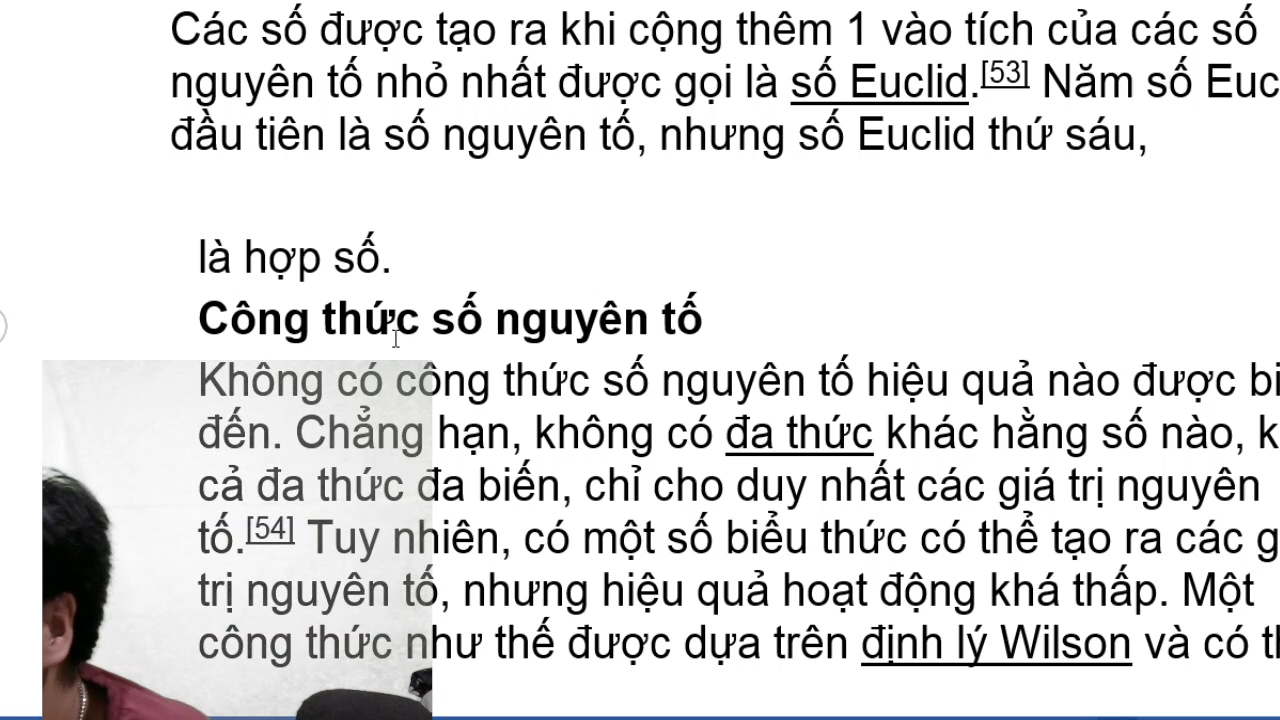 Các số được tạo ra khi cộng thêm 1 vào tích của các số
nguyên tố nhỏ nhất được gọi là số Euclid.[53] Năm số Euc
đầu tiên là số nguyên tố, nhưng số Euclid thứ sáu,
là hợp số.
Công thức số nguyên tố
Không có công thức số nguyên tố hiệu quả nào được bi
đến. Chẳng hạn, không có đa thức khác hằng số nào, k
cả đa thức đa biến, chỉ cho duy nhất các giá trị nguyên
tố.[54] Tuy nhiên, có một số biểu thức có thể tạo ra các g
trị nguyên tố, nhưng hiệu quả hoạt động khá thấp. Một
công thức như thế được dựa trên định lý Wilson và có th